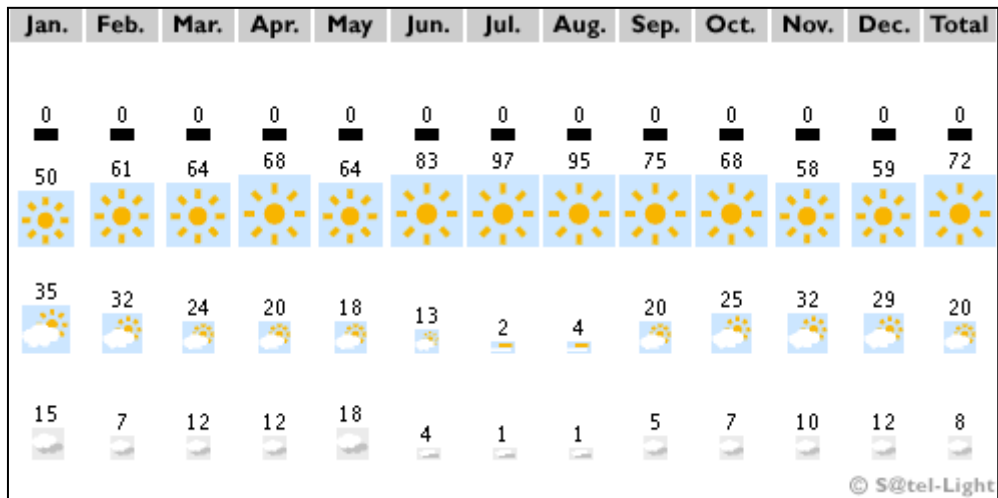 Jan. Feb. Mar. Apr. May Jun. Jul. Aug. Sep. Oct. Nov. Dec. Total
0 0 0 0 0 0 0 0 0 0 0 0 0
50 61 64 68 64 83 97 95 75 68 58 59 72
35 32 24 20 18 13 2 4 20 25 32 29 20
15 7 12 12 18 4 1 1 5 7 10 12 8
© S@tel-Light